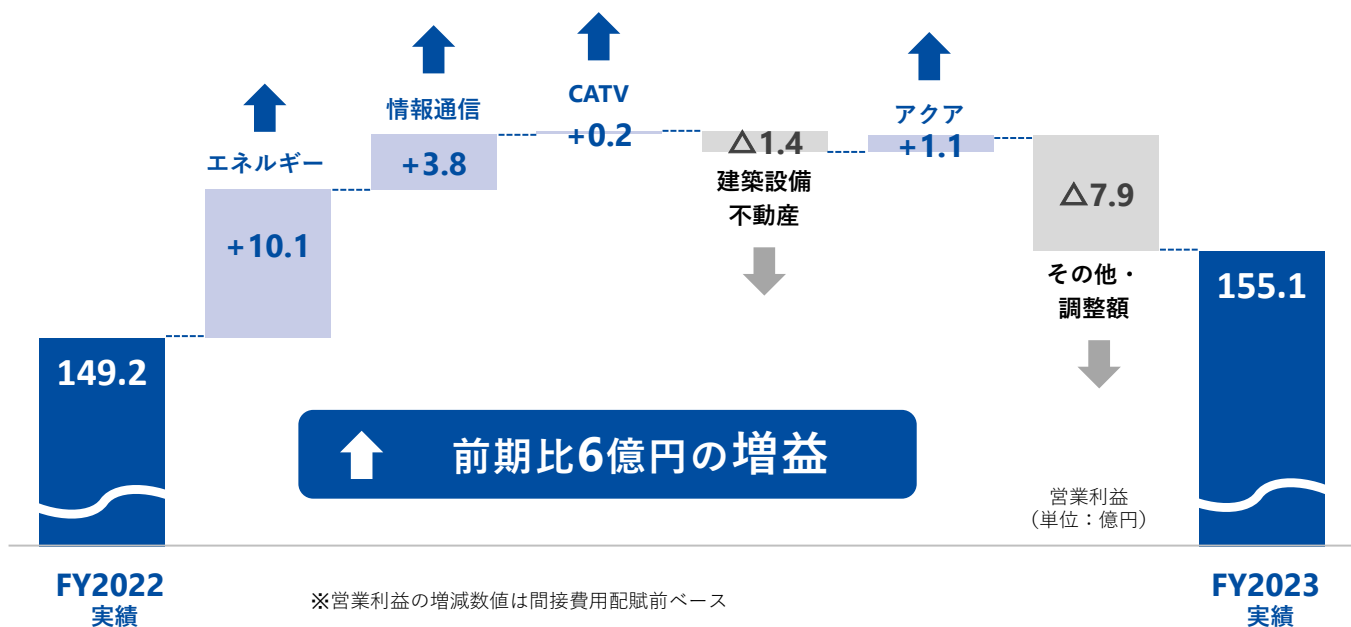 149.2
FY2022
実績
エネルギー
+10.1
情報通信
+3.8
CATV
+0.2
△1.4
建築設備
不動産
アクア
+1.1
△7.9
その他・
調整額
155.1
FY2023
実績
前期比6億円の増益
営業利益
（単位：億円）
※営業利益の増減数値は間接費用配賦前ベース